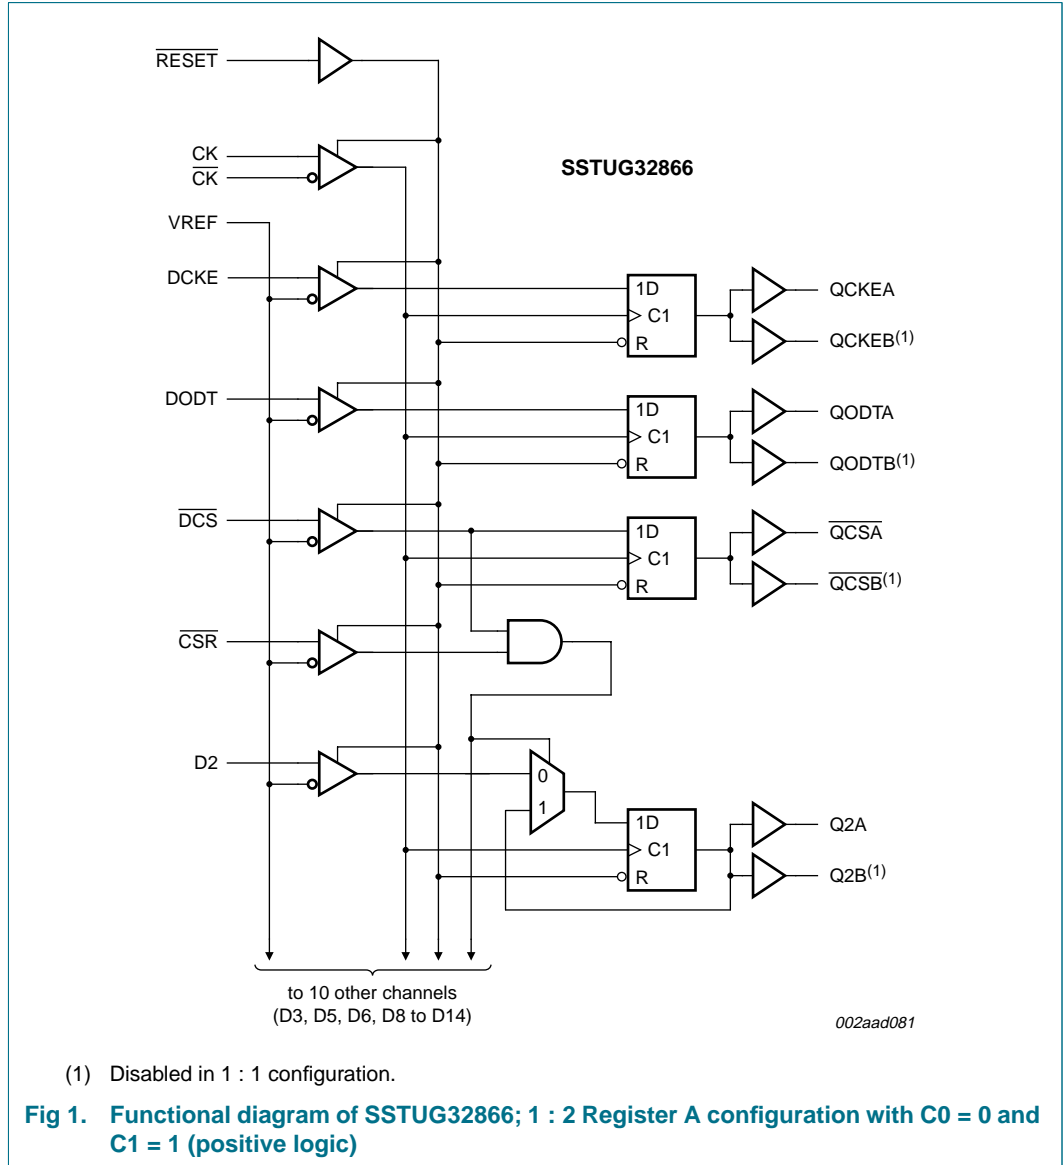 RESET
CK
CK
SSTUG32866
VREF
DCKE
1D
C1
R
QCKEA
QCKEB(1)
DODT
1D
C1
R
QODTA
QODTB(1)
DCS
1D
C1
R
QCSA
QCSB(1)
CSR
D2
0
1
1D
C1
R
Q2A
Q2B(1)
to 10 other channels
(D3, D5, D6, D8 to D14)
002aad081
(1) Disabled in 1 : 1 configuration.
Fig 1. Functional diagram of SSTUG32866; 1 : 2 Register A configuration with C0 = 0 and
C1 = 1 (positive logic)